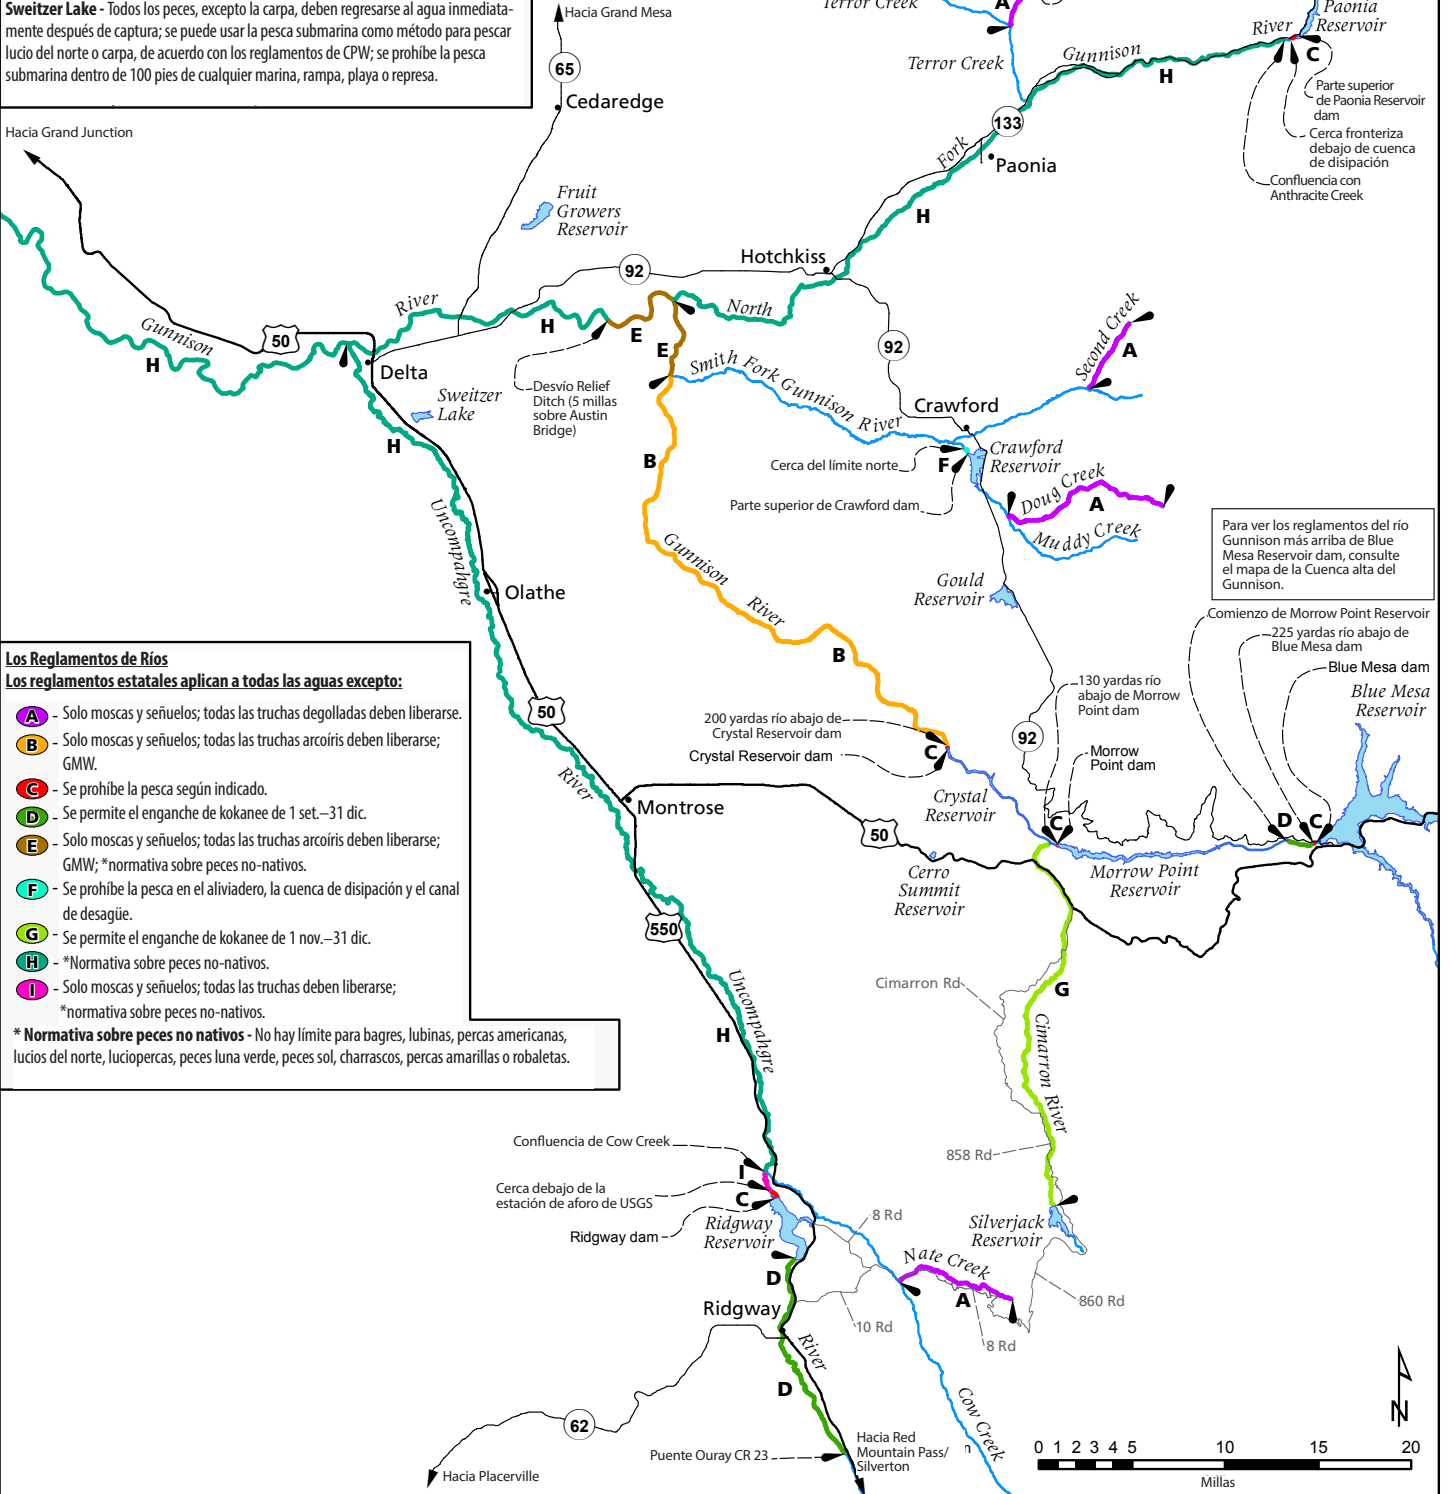 Sweitzer Lake - Todos los peces, excepto la carpa, deben regresarse al agua inmediata-
mente después de captura; se puede usar la pesca submarina como método para pescar
lucio del norte o carpa, de acuerdo con los reglamentos de CPW; se prohíbe la pesca
submarina dentro de 100 pies de cualquier marina, rampa, playa o represa.
Hacia Grand Mesa
65
Cedaredge
Hacia Grand Junction
Fruit
Growers
Reservoir
Terror Creek
A
Terror Creek
Paonia
Reservoir
River
Gunnison
H
C
Parte superior
de Paonia Reservoir
dam
Cerca fronteriza
debajo de cuenca
de disipación
Confluencia con
Anthracite Creek
133
Fork
Paonia
H
Hotchkiss
92
North
River
H
E
E
Gunnison
50
H
Delta
Sweitzer
Lake
H
Desvío Relief
Ditch (5 millas
sobre Austin
Bridge)
Smith Fork Gunnison River
92
Second Creek
A
Crawford
Crawford
Reservoir
Cerca del límite norte
F
Parte superior de Crawford dam
Doug Creek
A
Muddy Creek
B
Uncompahgre
Olathe
Gunnison
River
B
Gould
Reservoir
Para ver los reglamentos del río
Gunnison más arriba de Blue
Mesa Reservoir dam, consulte
el mapa de la Cuenca alta del
Gunnison.
Comienzo de Morrow Point Reservoir
225 yardas río abajo de
Blue Mesa dam
Blue Mesa dam
Blue Mesa
Reservoir
130 yardas río
abajo de Morrow
Point dam
92
Morrow
Point dam
200 yardas río abajo de
Crystal Reservoir dam
Crystal Reservoir dam
C
Crystal
Reservoir
C
D
C
Morrow Point
Reservoir
50
Cerro
Summit
Reservoir
Los Reglamentos de Ríos
Los reglamentos estatales aplican a todas las aguas excepto:
A - Solo moscas y señuelos; todas las truchas degolladas deben liberarse.
B - Solo moscas y señuelos; todas las truchas arcoíris deben liberarse;
GMW.
C - Se prohíbe la pesca según indicado.
D - Se permite el enganche de kokanee de 1 set.–31 dic.
E - Solo moscas y señuelos; todas las truchas arcoíris deben liberarse;
GMW; *normativa sobre peces no-nativos.
F - Se prohíbe la pesca en el aliviadero, la cuenca de disipación y el canal
de desagüe.
G - Se permite el enganche de kokanee de 1 nov.–31 dic.
H - *Normativa sobre peces no-nativos.
I - Solo moscas y señuelos; todas las truchas deben liberarse;
*normativa sobre peces no-nativos.
* Normativa sobre peces no nativos - No hay límite para bagres, lubinas, percas americanas,
lucios del norte, luciopercas, peces luna verde, peces sol, charrascos, percas amarillas o robaletas.
50
River
Montrose
550
Uncompahgre
H
Cimarron Rd
G
Cimarron River
858 Rd
Silverjack
Reservoir
Confluencia de Cow Creek
I
Cerca debajo de la
estación de aforo de USGS
C
Ridgway dam
Ridgway
Reservoir
8 Rd
Nate Creek
A
860 Rd
D
Ridgway
10 Rd
8 Rd
River
D
62
Cow Creek
Puente Ouray CR 23
Hacia Red
Mountain Pass/
Silverton
n
Hacia Placerville
N
0 1 2 3 4 5 10 15 20
Millas